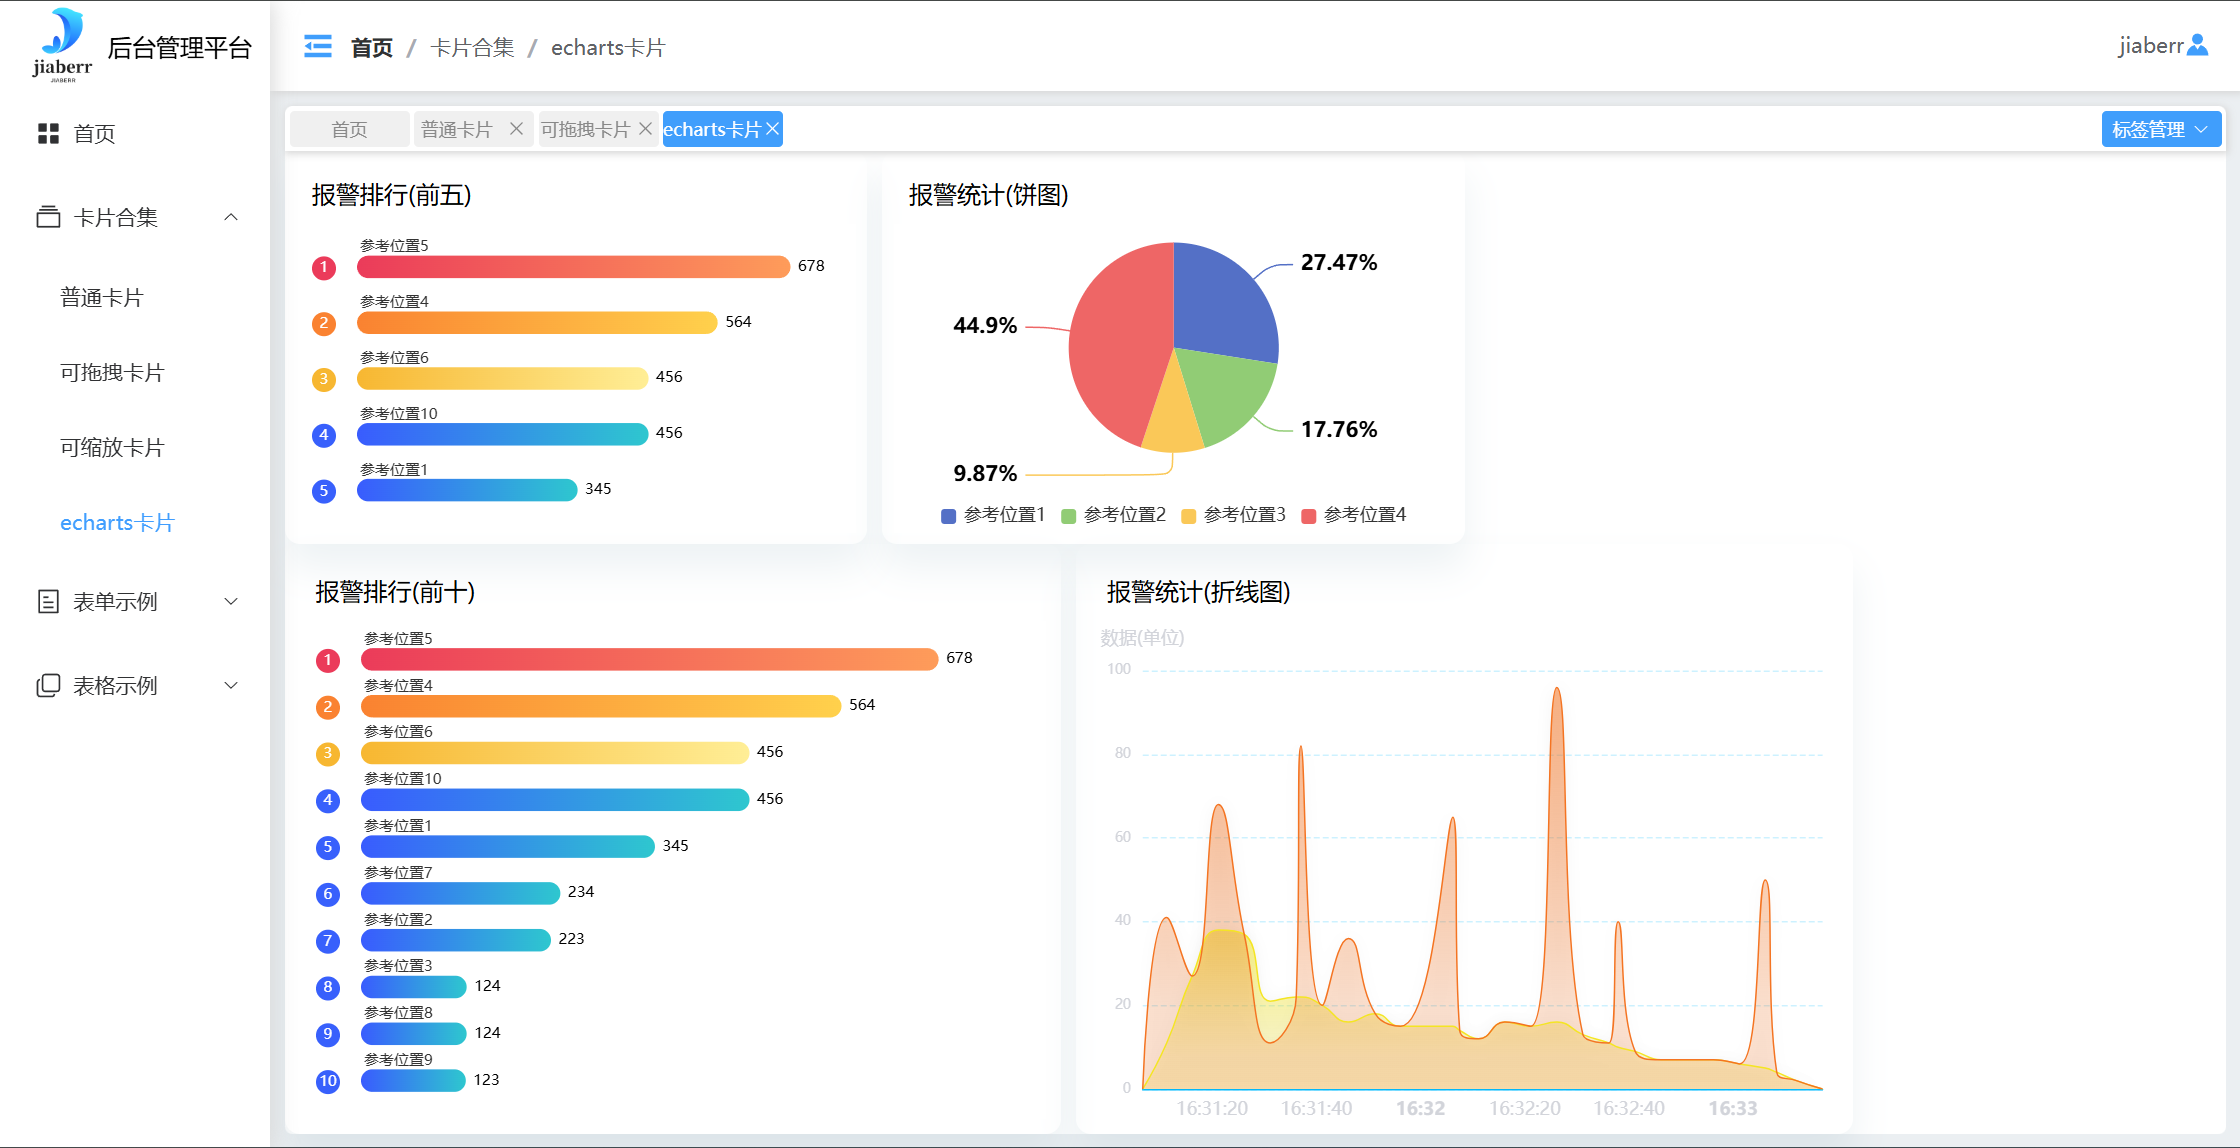 jiaberr
JIABERR
后台管理平台
首页 / 卡片合集 / echarts卡片
jiaberr
首页
卡片合集
普通卡片
可拖拽卡片
可缩放卡片
echarts卡片
表单示例
表格示例
首页 普通卡片 可拖拽卡片 echarts卡片
标签管理
报警排行(前五)
参考位置5
1 678
参考位置4
2 564
参考位置6
3 456
参考位置10
4 456
参考位置1
5 345
报警统计(饼图)
27.47%
44.9%
17.76%
9.87%
参考位置1 参考位置2 参考位置3 参考位置4
报警排行(前十)
参考位置5
1 678
参考位置4
2 564
参考位置6
3 456
参考位置10
4 456
参考位置1
5 345
参考位置7
6 234
参考位置2
7 223
参考位置3
8 124
参考位置8
9 124
参考位置9
10 123
报警统计(折线图)
数据(单位)
100
80
60
40
20
0
16:31:20 16:31:40 16:32 16:32:20 16:32:40 16:33